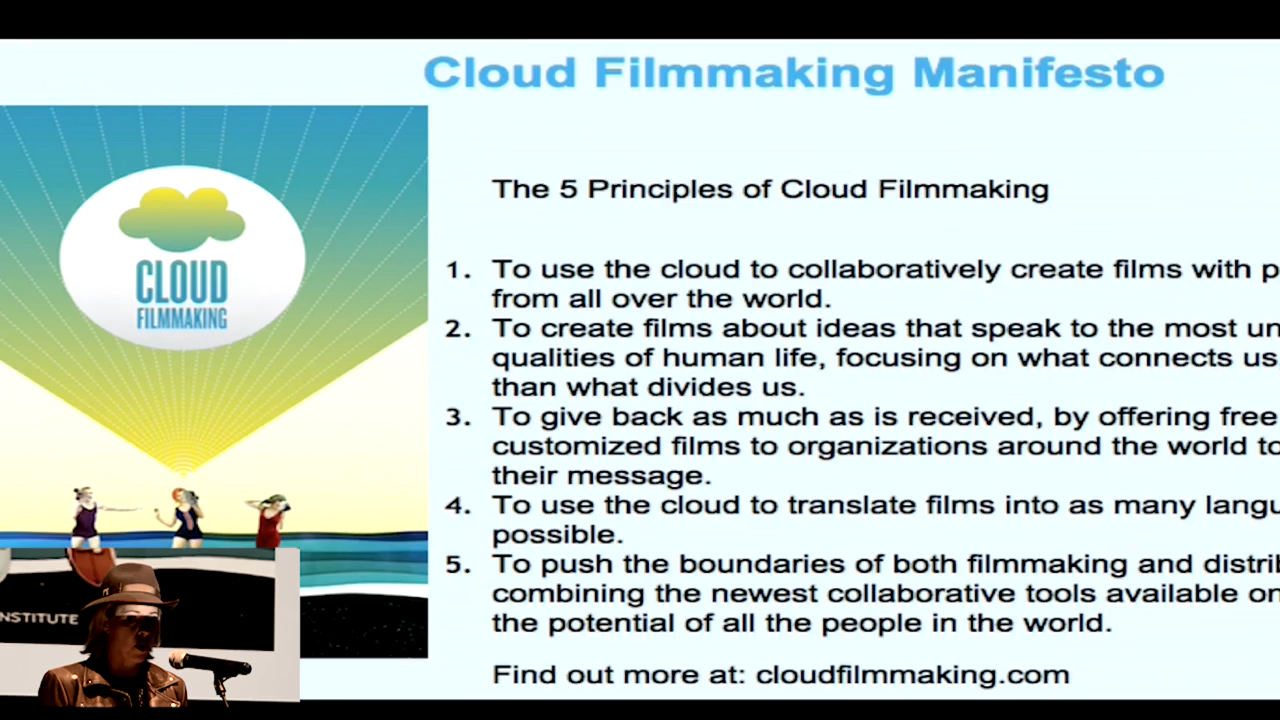 Cloud Filmmaking Manifesto
CLOUD
FILMMAKING
The 5 Principles of Cloud Filmmaking
1. To use the cloud to collaboratively create films with p
from all over the world.
2. To create films about ideas that speak to the most un
qualities of human life, focusing on what connects us,
than what divides us.
3. To give back as much as is received, by offering free
customized films to organizations around the world to
their message.
4. To use the cloud to translate films into as many langu
possible.
5. To push the boundaries of both filmmaking and distrib
combining the newest collaborative tools available on
the potential of all the people in the world.
Find out more at: cloudfilmmaking.com
NSTITUTE